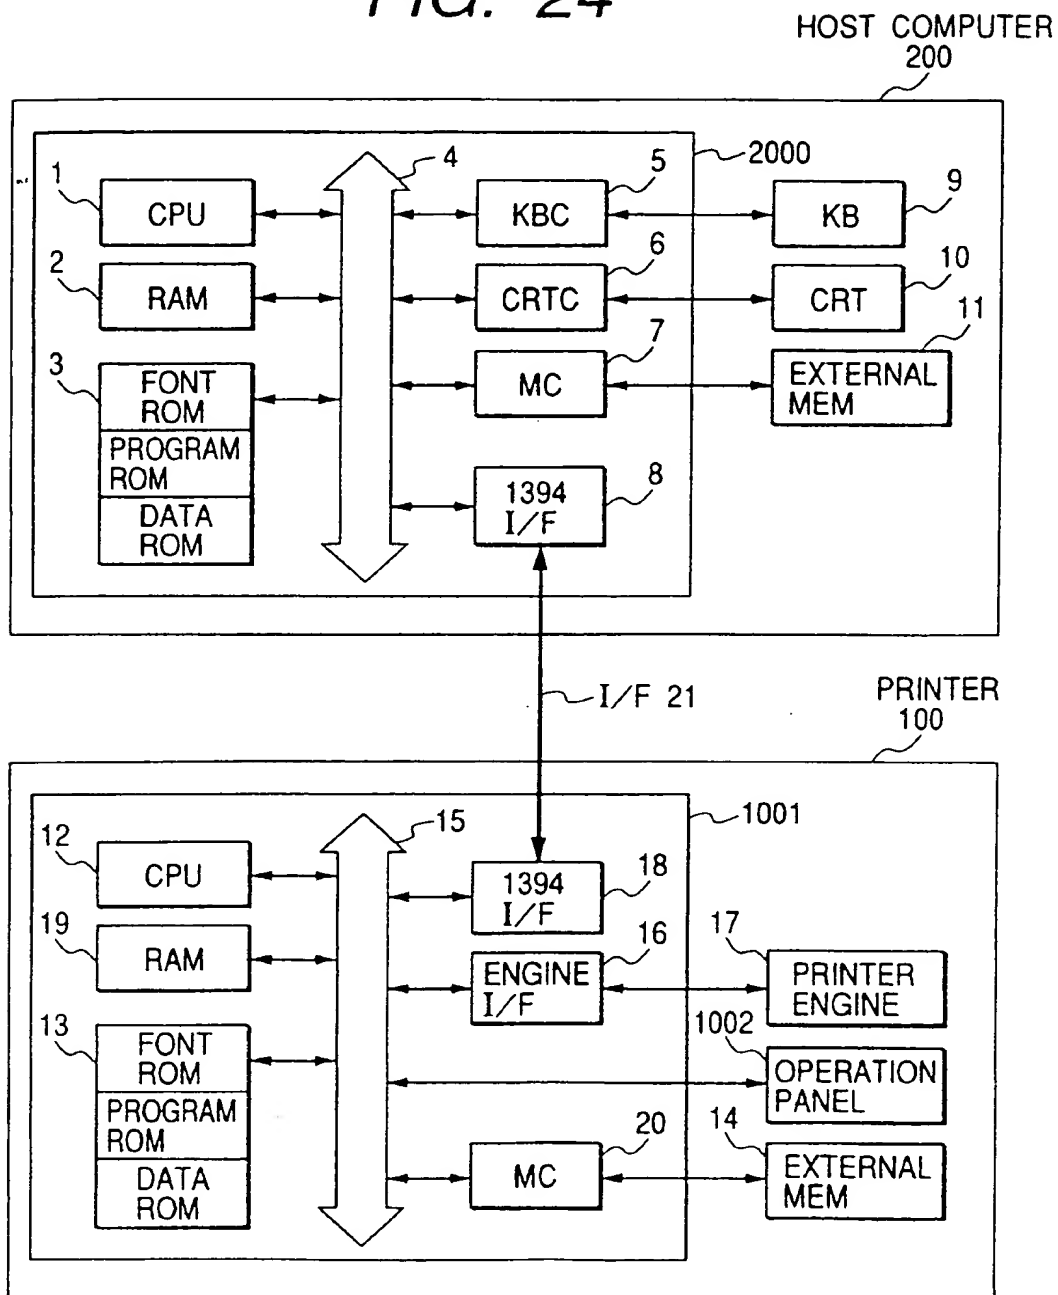 FIG. 24
HOST COMPUTER
200
2000
1
CPU
4
5
KBC
9
KB
2
RAM
6
CRTC
10
CRT
3
FONT
ROM
PROGRAM
ROM
DATA
ROM
7
MC
11
EXTERNAL
MEM
8
1394
I/F
I/F 21
PRINTER
100
1001
12
CPU
15
18
1394
I/F
19
RAM
16
ENGINE
I/F
17
PRINTER
ENGINE
13
FONT
ROM
PROGRAM
ROM
DATA
ROM
1002
OPERATION
PANEL
20
MC
14
EXTERNAL
MEM